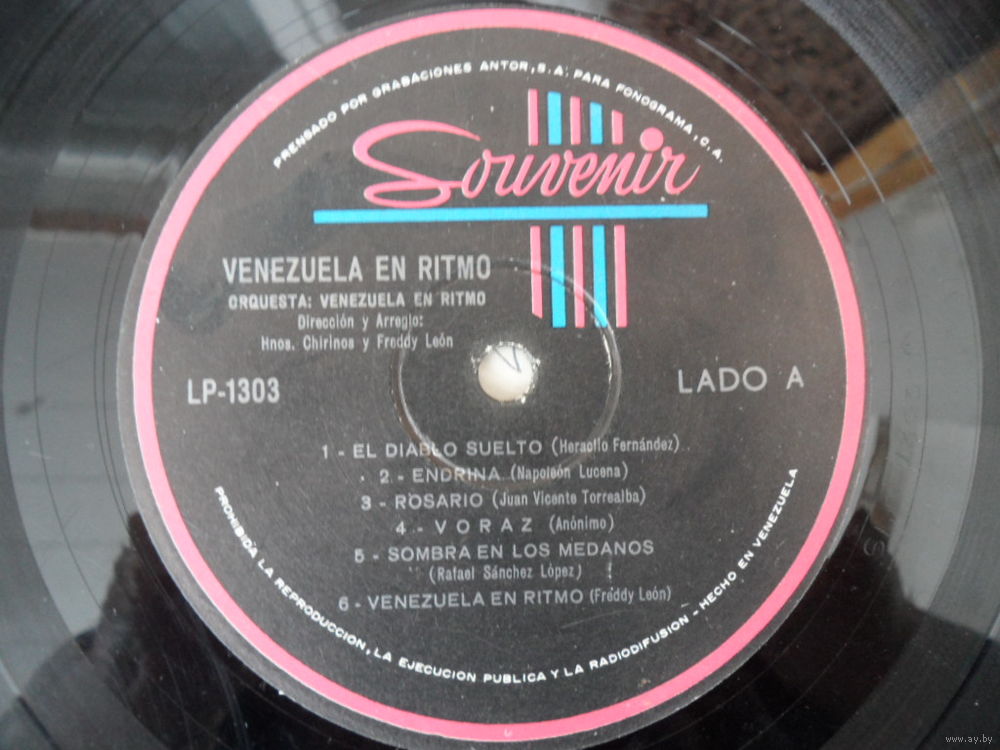 PRENSADO POR GRABACIONES ANTOR, S.A. PARA FONOGRAMA, C.A.
Souvenir
VENEZUELA EN RITMO
ORQUESTA: VENEZUELA EN RITMO
Dirección y Arreglo:
Hnos. Chirinos y Freddy León
LP-1303
LADO A
1 - EL DIABLO SUELTO (Heraclio Fernández)
2 - ENDRINA (Napoleón Lucena)
3 - ROSARIO (Juan Vicente Torrealba)
4 - VORAZ (Anónimo)
5 - SOMBRA EN LOS MEDANOS
(Rafael Sánchez López)
6 - VENEZUELA EN RITMO (Freddy León)
PROHIBIDA LA REPRODUCCION, LA EJECUCION PUBLICA Y LA RADIODIFUSION - HECHO EN VENEZUELA
www.ay.by